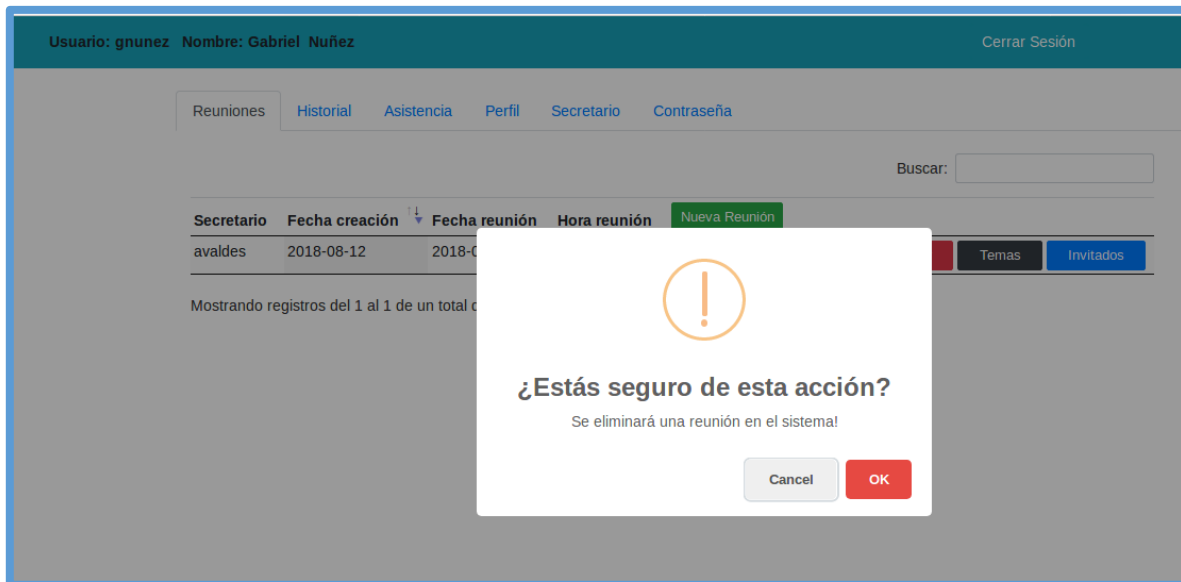 Usuario: gnunez Nombre: Gabriel Nuñez Cerrar Sesión
Reuniones Historial Asistencia Perfil Secretario Contraseña
Buscar:
Secretario Fecha creación Fecha reunión Hora reunión Nueva Reunión
avaldes 2018-08-12 2018-0 Temas Invitados
Mostrando registros del 1 al 1 de un total
¿Estás seguro de esta acción?
Se eliminará una reunión en el sistema!
Cancel OK